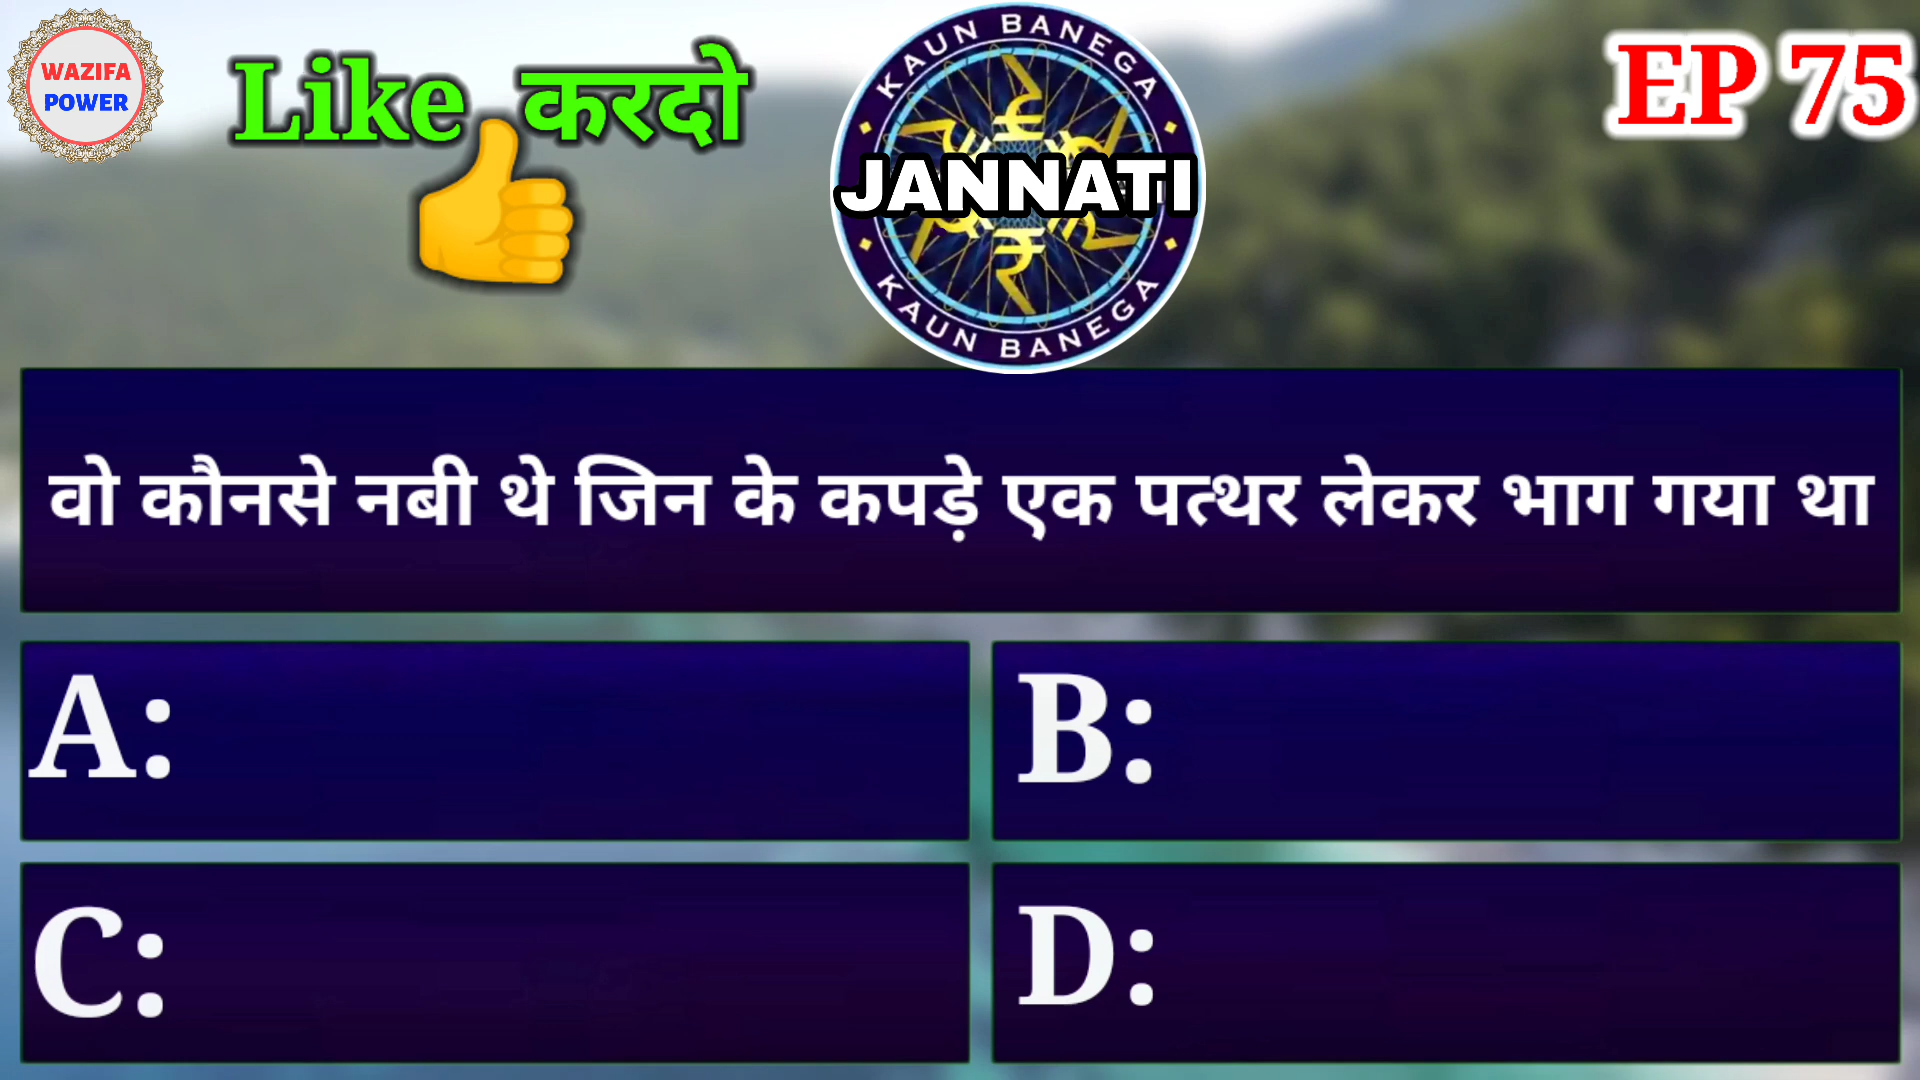 WAZIFA
POWER
Like करदो
KAUN BANEGA
JANNATI
KAUN BANEGA
EP 75
वो कौनसे नबी थे जिन के कपड़े एक पत्थर लेकर भाग गया था
A:
B:
C:
D: